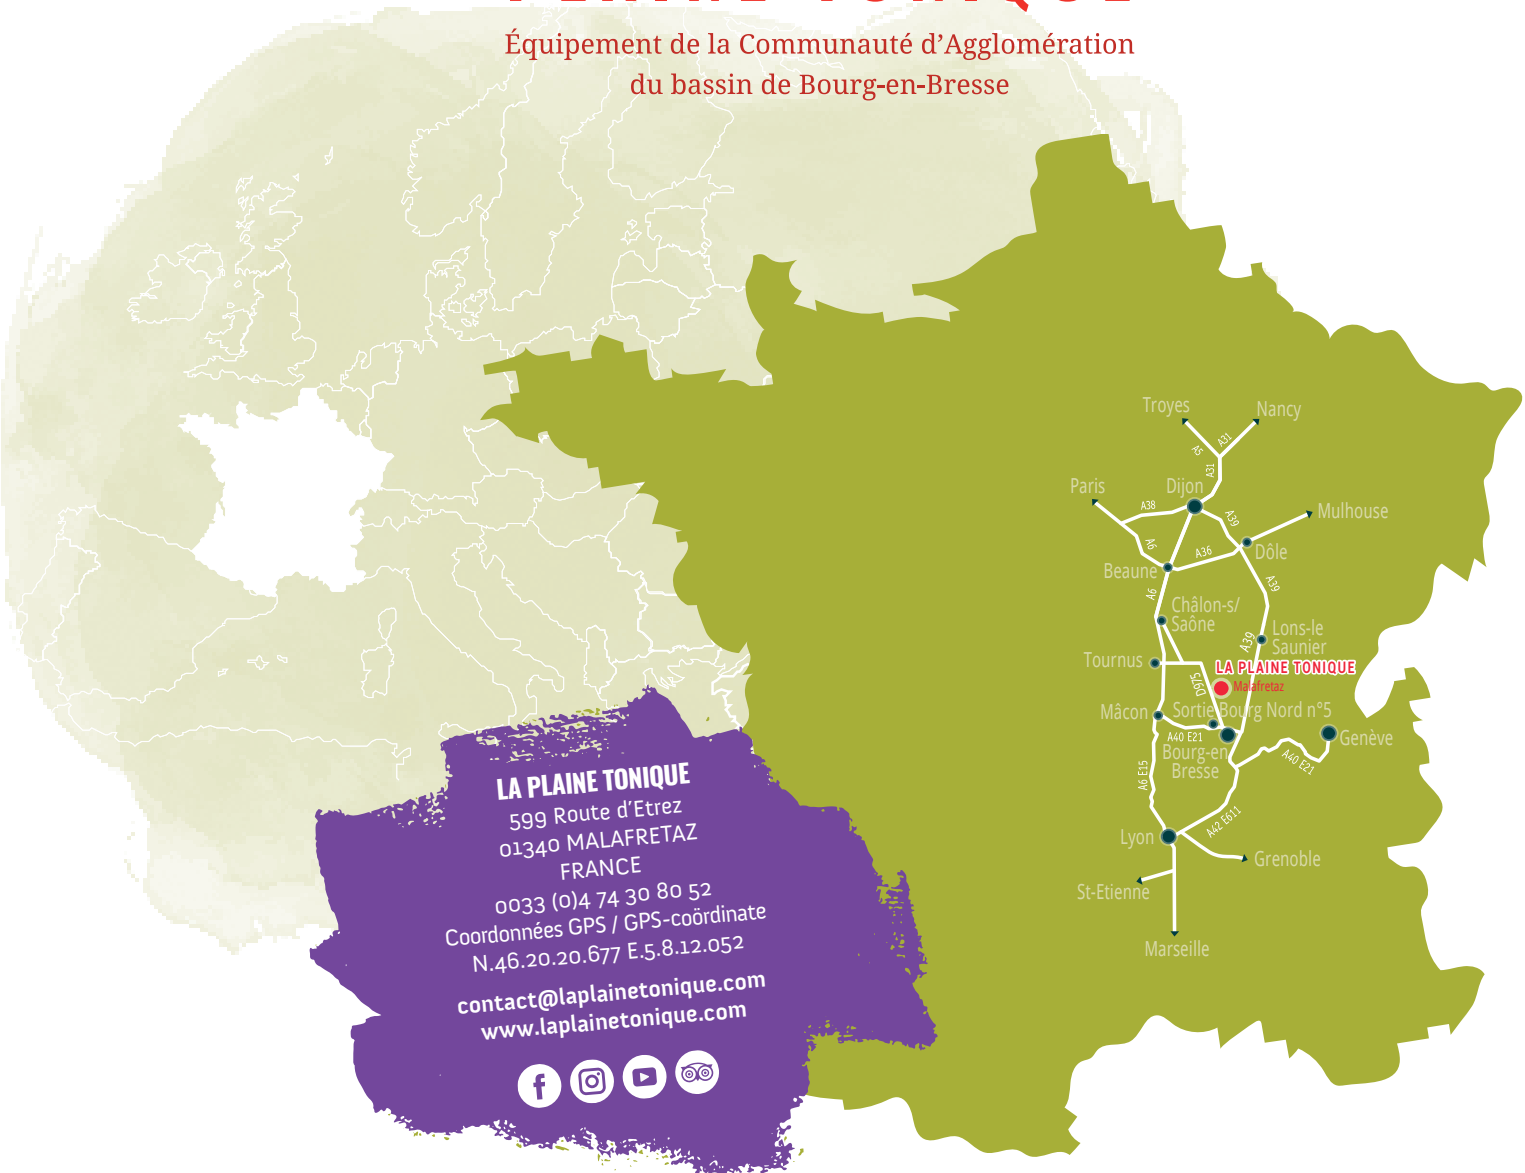 PLAINE TONIQUE
Équipement de la Communauté d'Agglomération
du bassin de Bourg-en-Bresse
Troyes
Nancy
A5
A31
A31
Paris
Dijon
A38
A39
Mulhouse
A6
A36
Dôle
Beaune
A6
A39
Châlon-s/
Saône
Lons-le
Saunier
A39
Tournus
LA PLAINE TONIQUE
D975
Malafretaz
Mâcon
Sortie Bourg Nord n°5
A40 E21
Genève
Bourg-en
Bresse
A40 E21
A6 E15
A42 E611
Lyon
Grenoble
St-Etienne
Marseille
LA PLAINE TONIQUE
599 Route d'Etrez
01340 MALAFRETAZ
FRANCE
0033 (0)4 74 30 80 52
Coordonnées GPS / GPS-coördinate
N.46.20.20.677 E.5.8.12.052
contact@laplainetonique.com
www.laplainetonique.com